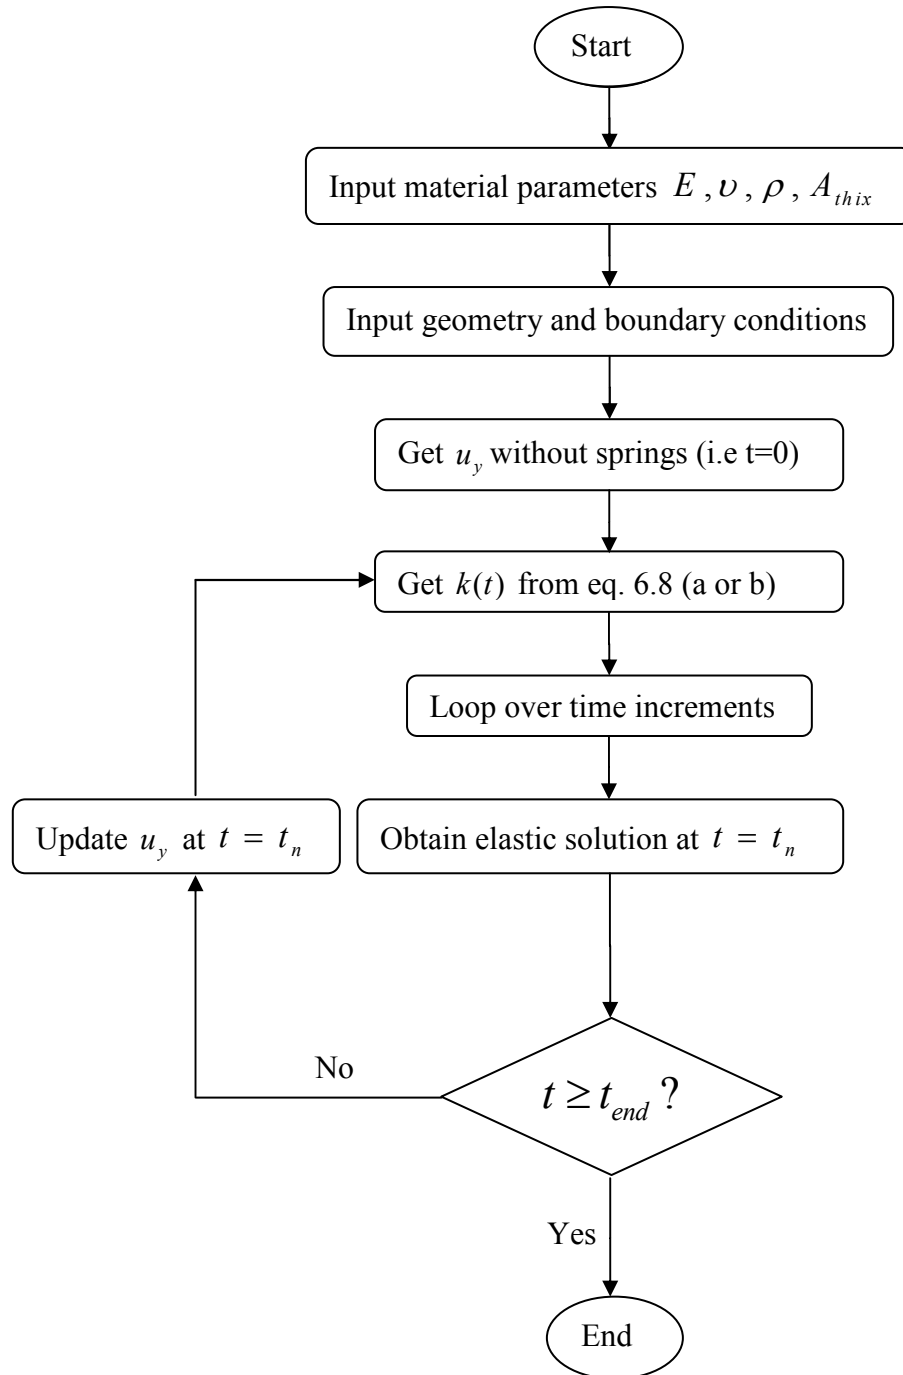 Start
Input material parameters E , υ , ρ , A_thix
Input geometry and boundary conditions
Get u_y without springs (i.e t=0)
Get k(t) from eq. 6.8 (a or b)
Loop over time increments
Update u_y at t = t_n
Obtain elastic solution at t = t_n
No
t ≥ t_end ?
Yes
End